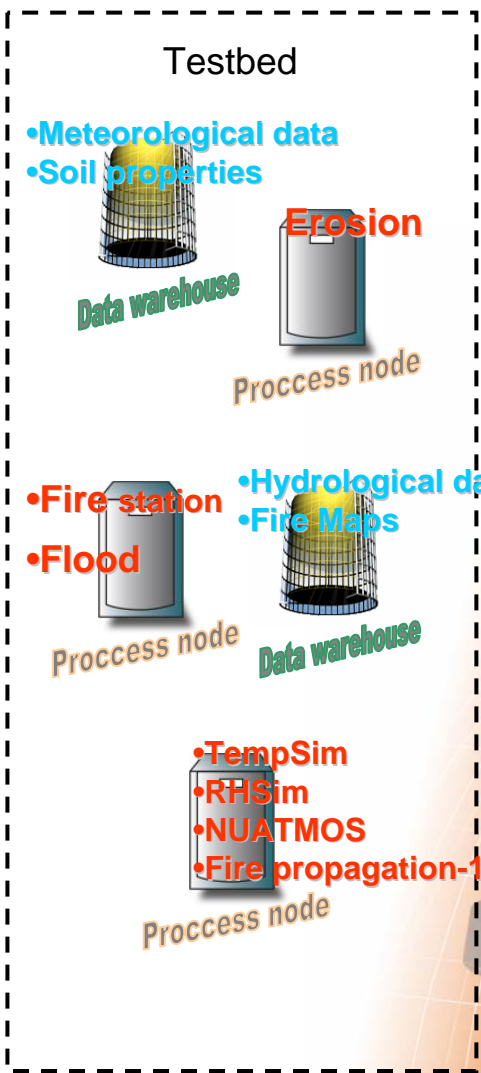 Testbed
•Meteorological data
•Soil properties
Data warehouse
Erosion
Proccess node
•Fire station
•Flood
Proccess node
•Hydrological da
•Fire Maps
Data warehouse
•TempSim
•RHSim
•NUATMOS
•Fire propagation-1
Proccess node